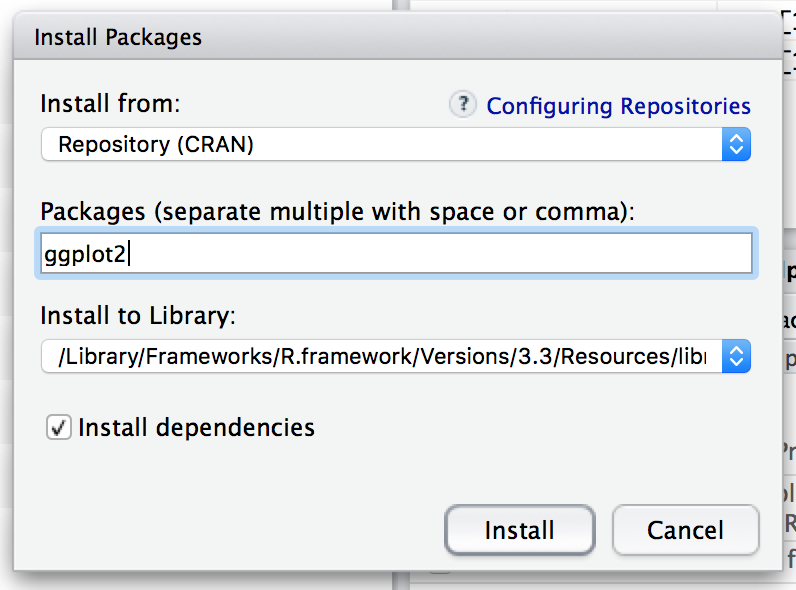 Install Packages
Install from:
? Configuring Repositories
Repository (CRAN)
Packages (separate multiple with space or comma):
ggplot2
Install to Library:
/Library/Frameworks/R.framework/Versions/3.3/Resources/libr
Install dependencies
Install Cancel